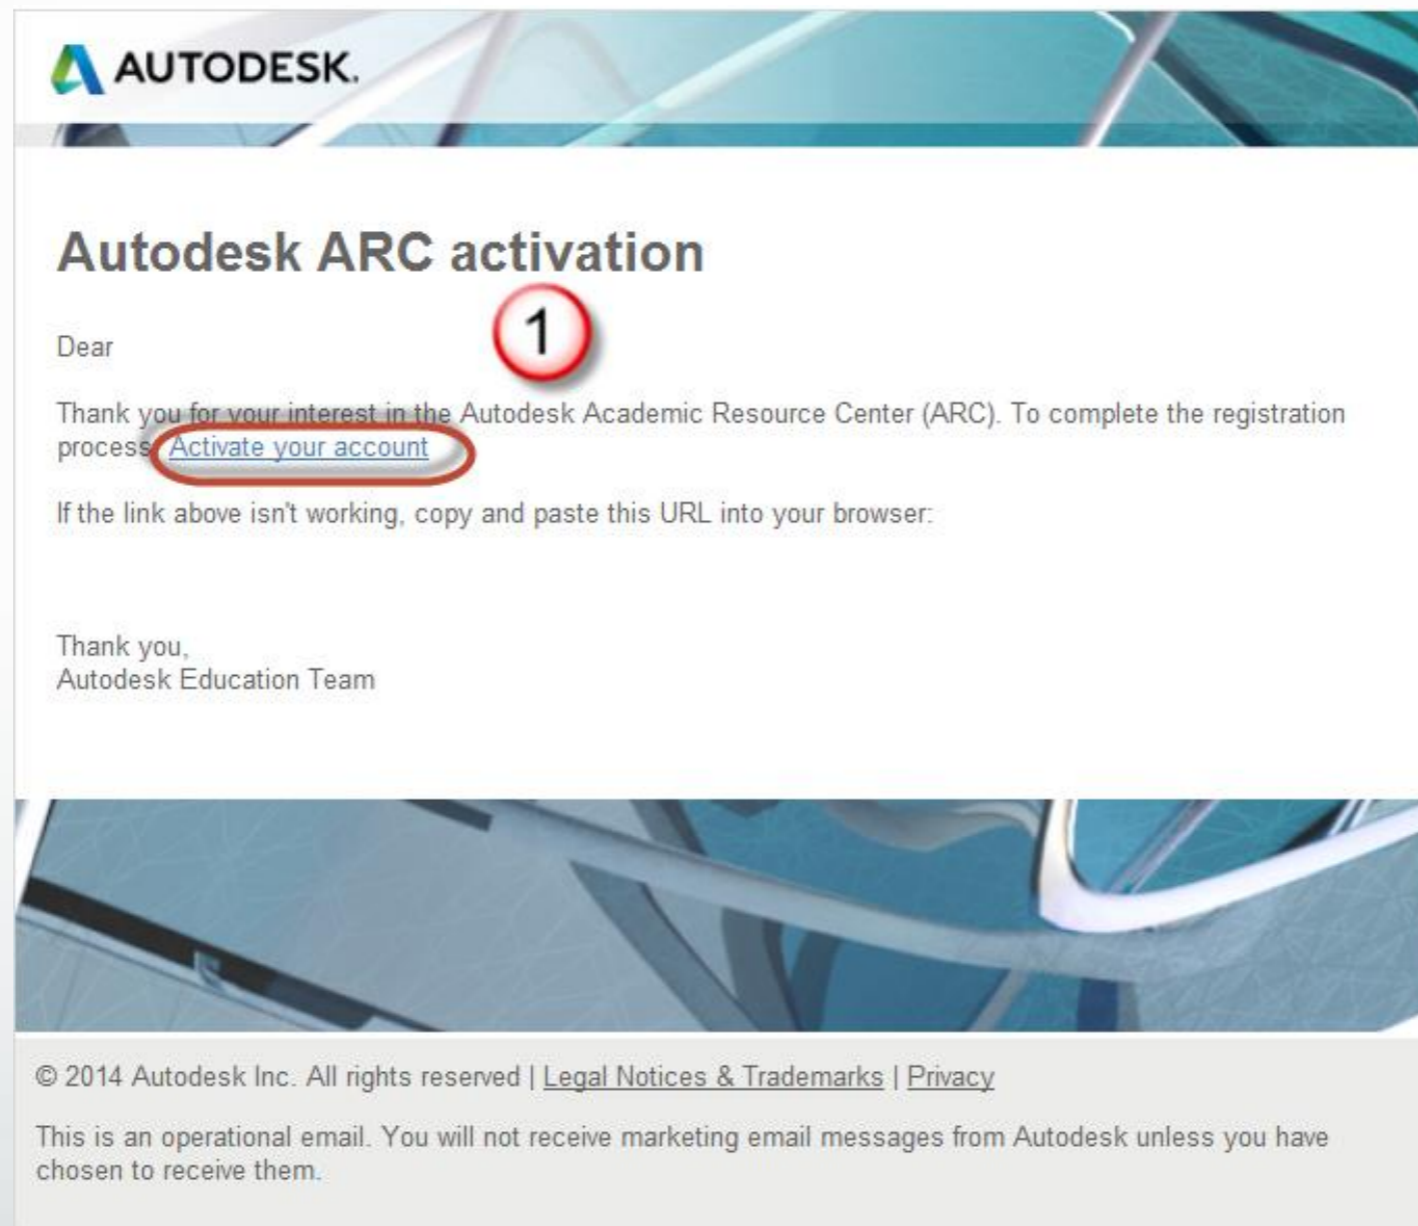 AUTODESK.
Autodesk ARC activation
1
Dear
Thank you for your interest in the Autodesk Academic Resource Center (ARC). To complete the registration
process Activate your account
If the link above isn't working, copy and paste this URL into your browser:
Thank you,
Autodesk Education Team
© 2014 Autodesk Inc. All rights reserved | Legal Notices & Trademarks | Privacy
This is an operational email. You will not receive marketing email messages from Autodesk unless you have
chosen to receive them.